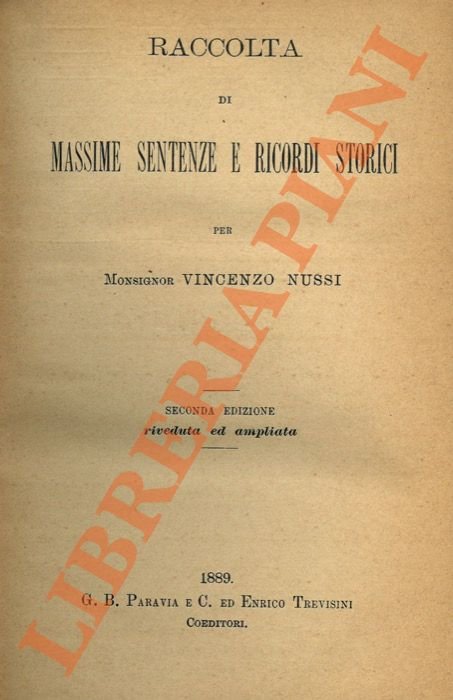 RACCOLTA
DI
MASSIME SENTENZE E RICORDI STORICI
PER
MONSIGNOR VINCENZO NUSSI
SECONDA EDIZIONE
riveduta ed ampliata
1889.
G. B. PARAVIA E C. ED ENRICO TREVISINI
COEDITORI.
LIBRERIA PIANI